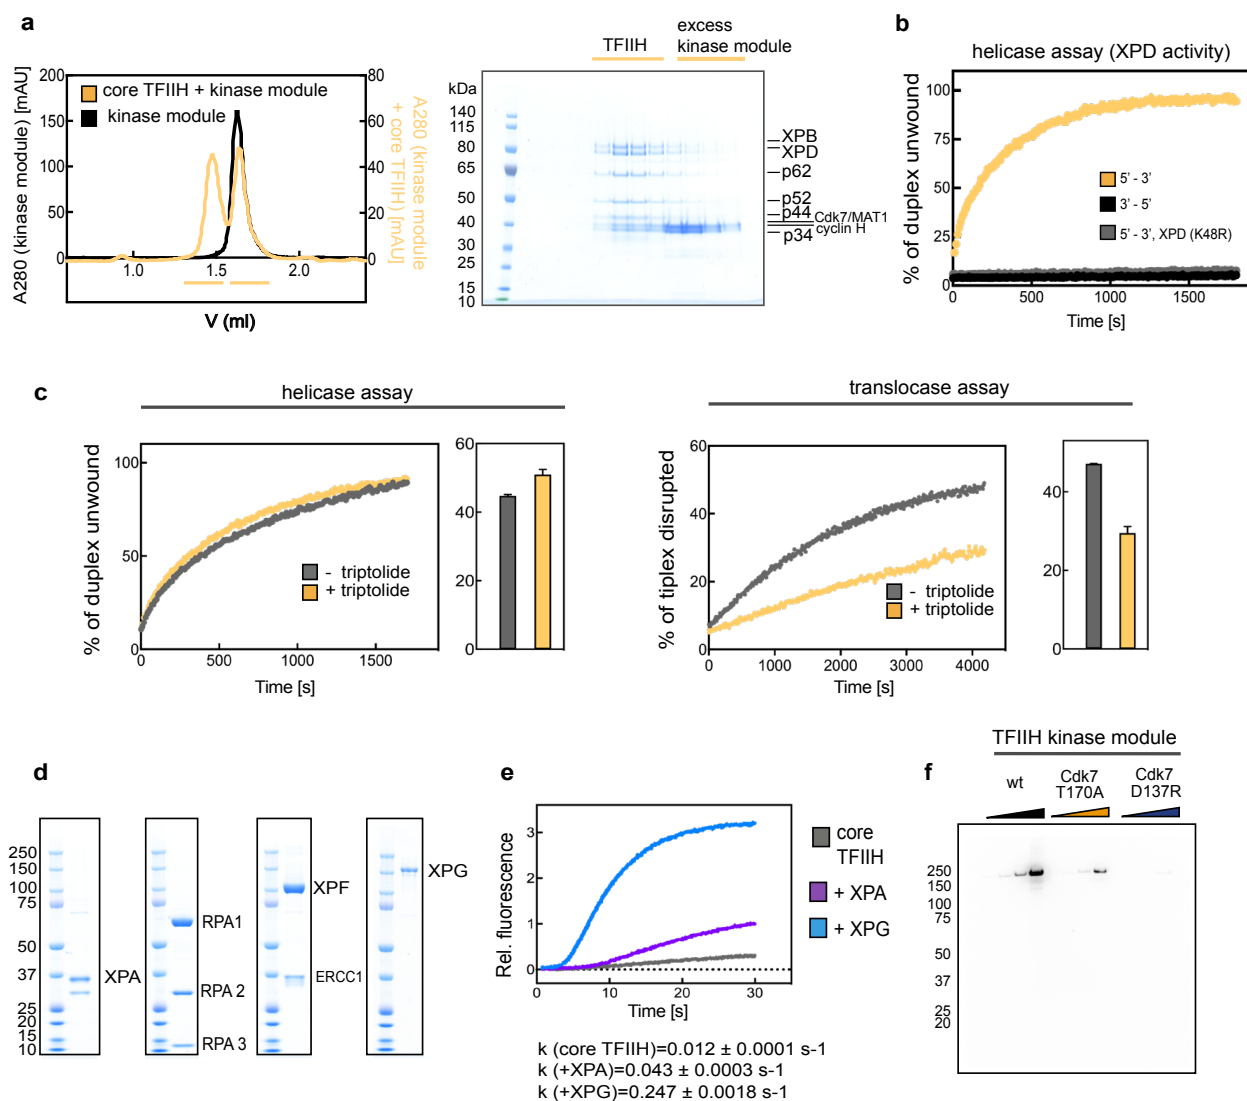 a
A280 (kinase module) [mAU]
200
150
100
50
0
core TFIIH + kinase module
kinase module
80
60
40
20
0
A280 (kinase module
+ core TFIIH) [mAU]
1.0
1.5
2.0
V (ml)
TFIIH
excess
kinase module
kDa
140
115
80
65
50
40
30
25
15
10
XPB
XPD
p62
p52
p44
Cdk7/MAT1
cyclin H
p34
b
helicase assay (XPD activity)
% of duplex unwound
100
75
50
25
0
5' - 3'
3' - 5'
5' - 3', XPD (K48R)
0
500
1000
1500
Time [s]
c
helicase assay
% of duplex unwound
100
50
0
- triptolide
+ triptolide
0
500
1000
1500
Time [s]
60
40
20
0
translocase assay
% of tiplex disrupted
60
40
20
0
- triptolide
+ triptolide
0
1000
2000
3000
4000
Time [s]
40
20
0
d
250
150
100
75
50
37
25
20
15
10
XPA
RPA1
RPA 2
RPA 3
XPF
ERCC1
XPG
e
Rel. fluorescence
3
2
1
0
0
10
20
30
Time [s]
core
TFIIH
+ XPA
+ XPG
k (core TFIIH)=0.012 ± 0.0001 s-1
k (+XPA)=0.043 ± 0.0003 s-1
k (+XPG)=0.247 ± 0.0018 s-1
f
TFIIH kinase module
wt
Cdk7
T170A
Cdk7
D137R
250
150
100
75
50
37
25
20